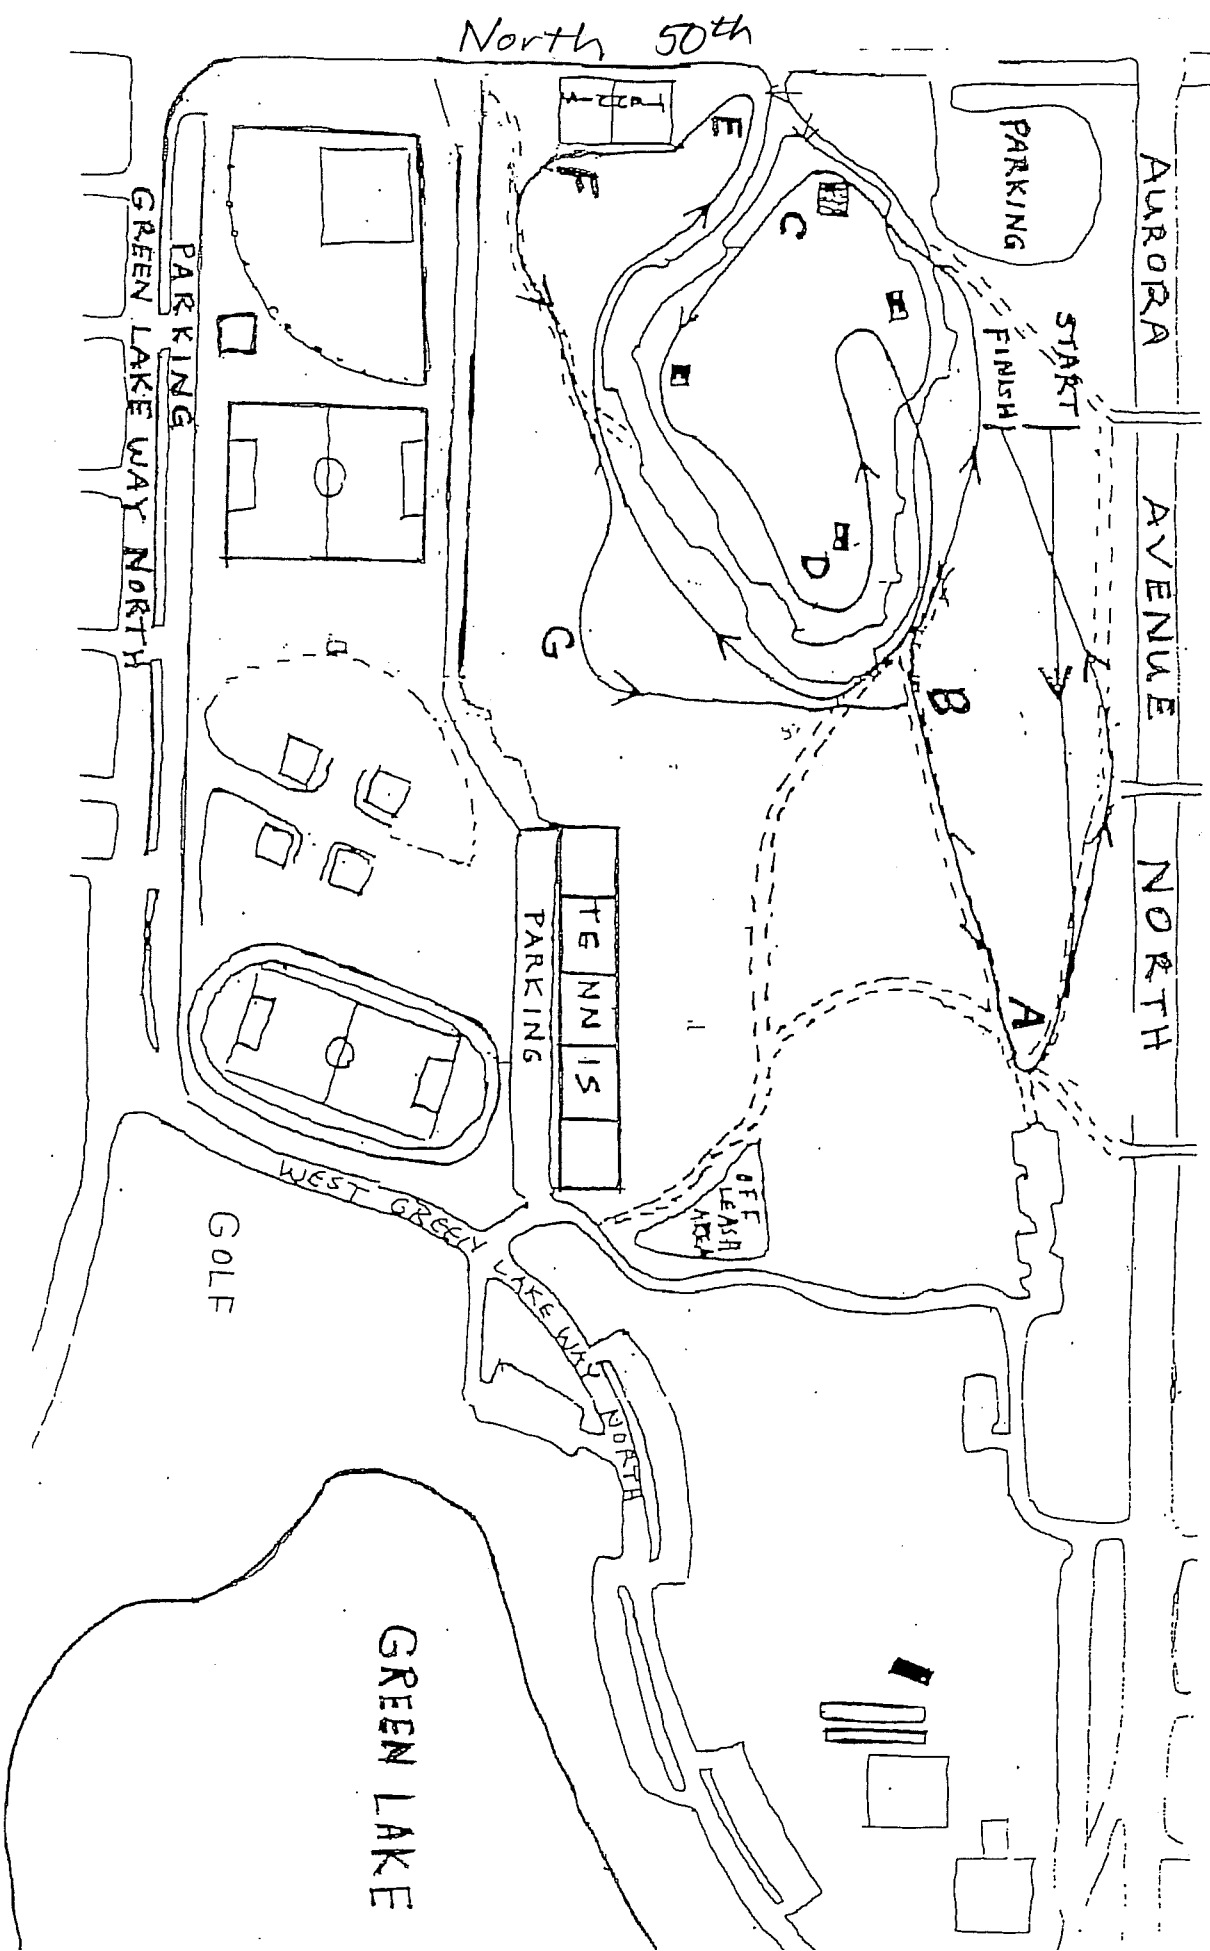 North 50th
AURORA AVENUE NORTH
PARKING
START
FINISH
C
E
F
D
B
G
A
PARKING
GREEN LAKE WAY NORTH
TENNIS
PARKING
OFF
LEASH
AREA
WEST GREEN LAKE WAY NORTH
GOLF
GREEN LAKE